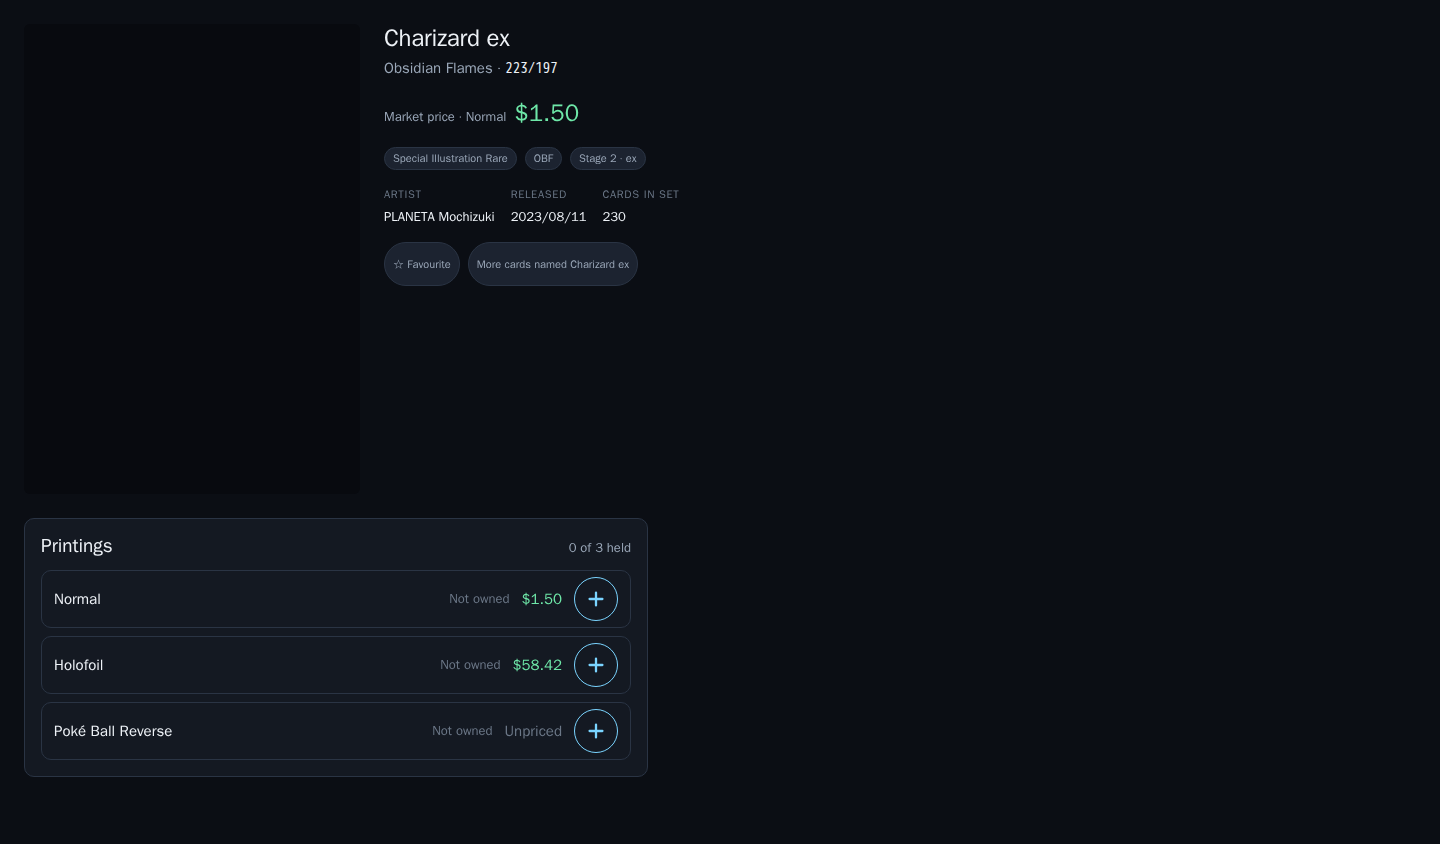 Charizard ex
Obsidian Flames · 223/197
Market price · Normal $1.50
Special Illustration Rare OBF Stage 2 · ex
ARTIST RELEASED CARDS IN SET
PLANETA Mochizuki 2023/08/11 230
☆ Favourite More cards named Charizard ex
Printings 0 of 3 held
Normal Not owned $1.50 +
Holofoil Not owned $58.42 +
Poké Ball Reverse Not owned Unpriced +